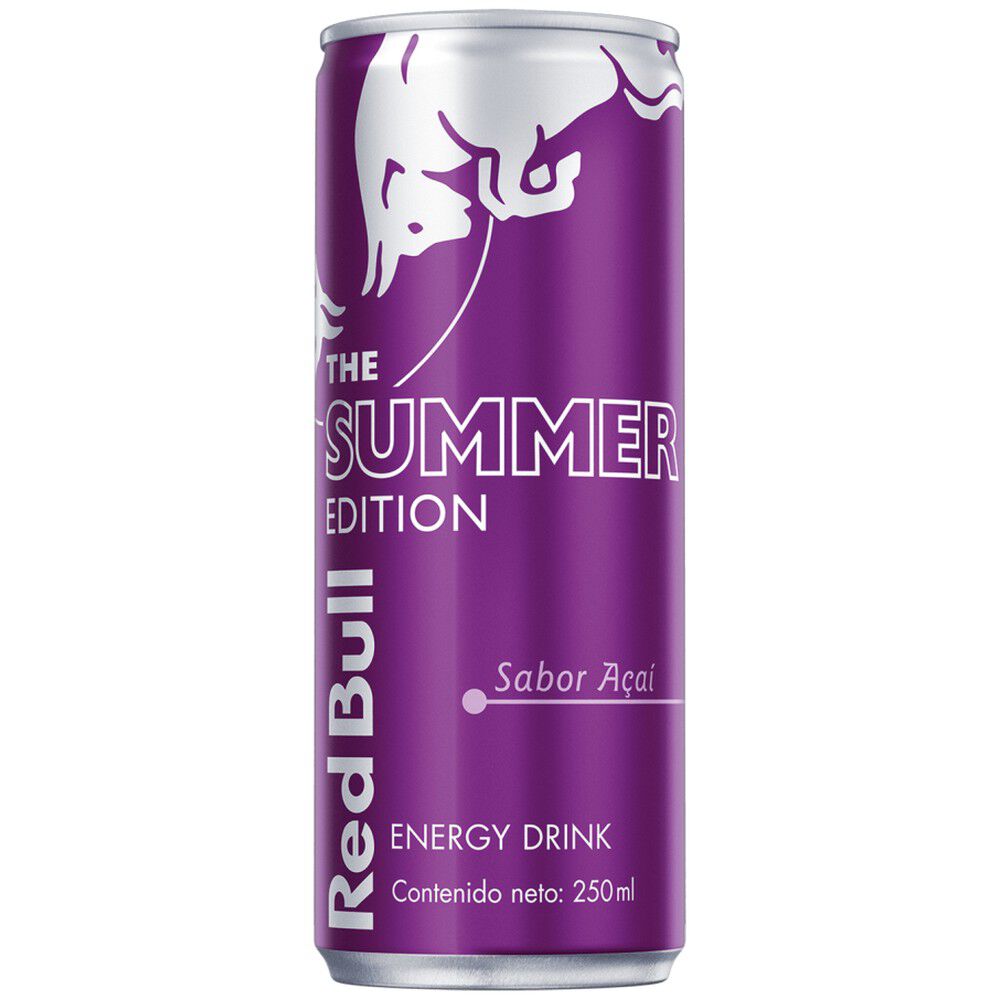 THE
SUMMER
EDITION
Red Bull
Sabor Açaí
ENERGY DRINK
Contenido neto: 250 ml